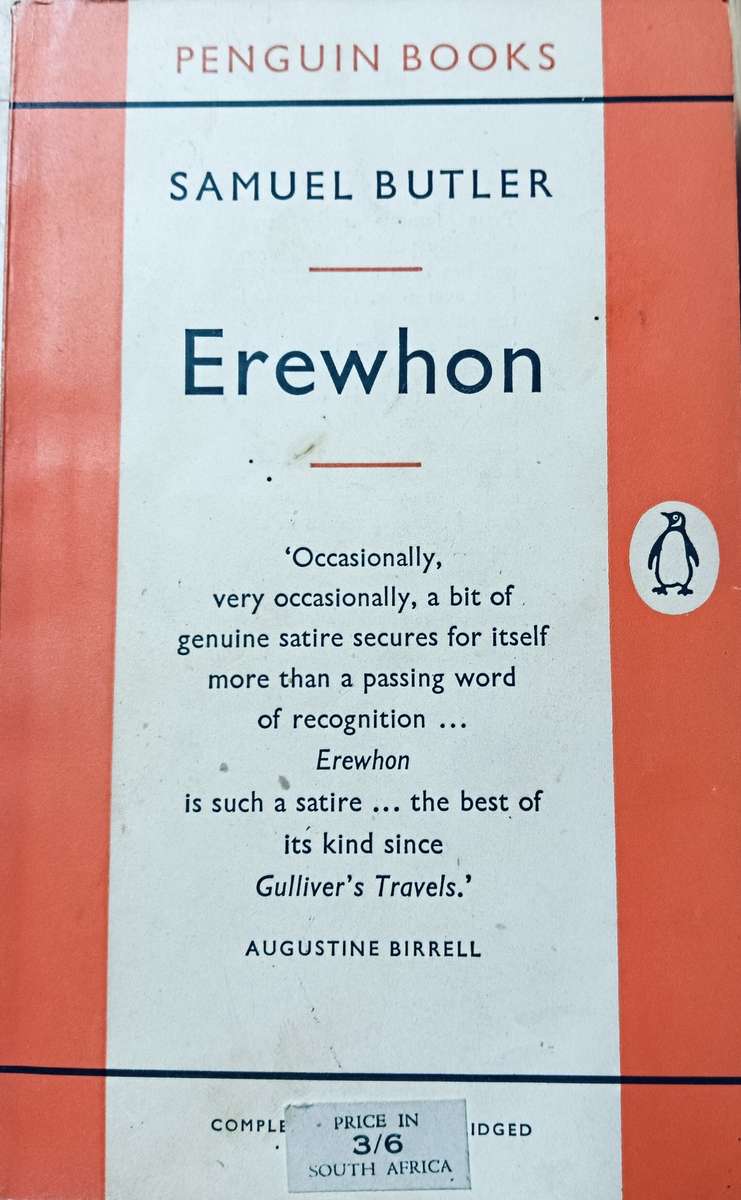 PENGUIN BOOKS
SAMUEL BUTLER
Erewhon
‘Occasionally,
very occasionally, a bit of
genuine satire secures for itself
more than a passing word
of recognition ...
Erewhon
is such a satire ... the best of
its kind since
Gulliver's Travels.’
AUGUSTINE BIRRELL
COMPLE IDGED
PRICE IN
3/6
SOUTH AFRICA